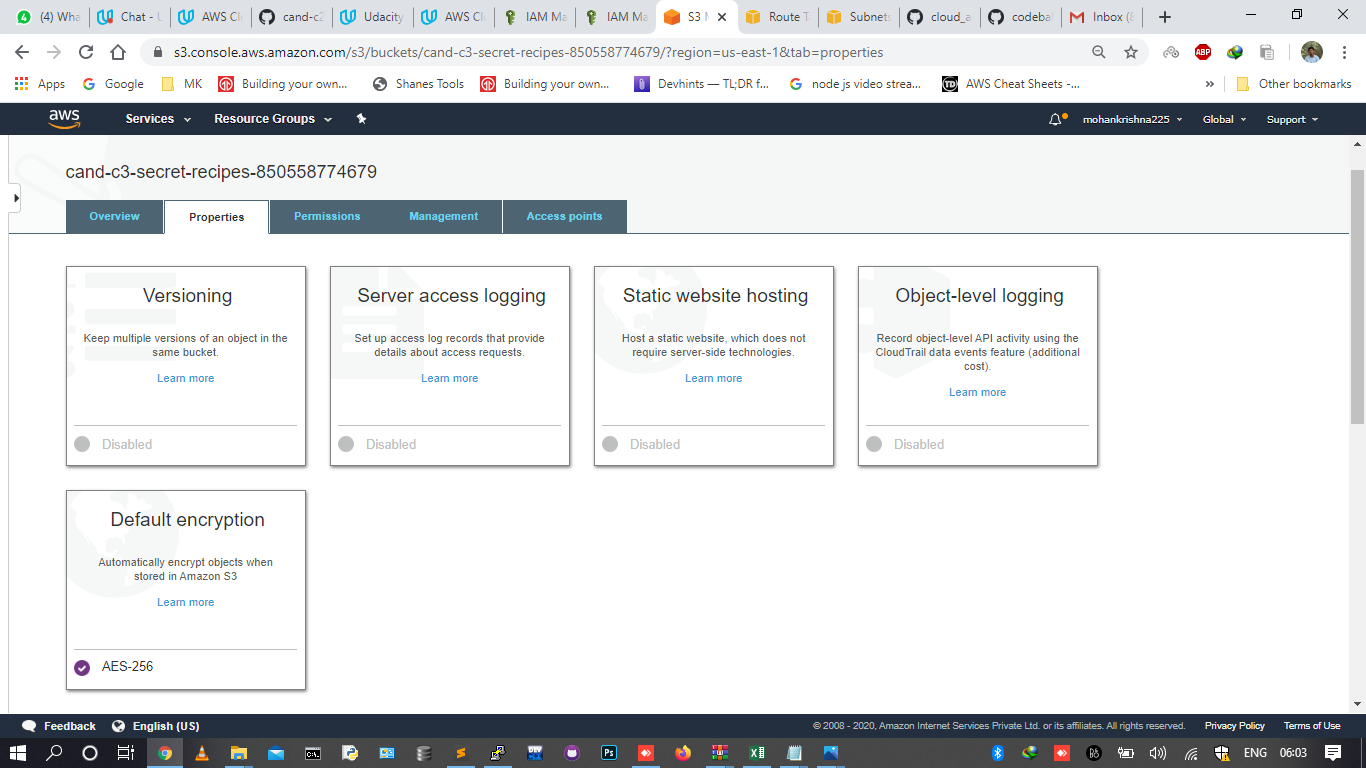 (4) Wha
Chat - U
AWS Cl
cand-c2
Udacity
AWS Cl
IAM Ma
IAM Ma
S3 M
Route T
Subnets
cloud_a
codebal
Inbox (8
s3.console.aws.amazon.com/s3/buckets/cand-c3-secret-recipes-850558774679/?region=us-east-1&tab=properties
ABP
Apps
Google
MK
Building your own...
Shanes Tools
Building your own...
Devhints — TL;DR f...
node js video strea...
TD
AWS Cheat Sheets -...
»
Other bookmarks
aws
Services
Resource Groups
mohankrishna225
Global
Support
cand-c3-secret-recipes-850558774679
Overview
Properties
Permissions
Management
Access points
Versioning
Keep multiple versions of an object in the
same bucket.
Learn more
Disabled
Server access logging
Set up access log records that provide
details about access requests.
Learn more
Disabled
Static website hosting
Host a static website, which does not
require server-side technologies.
Learn more
Disabled
Object-level logging
Record object-level API activity using the
CloudTrail data events feature (additional
cost).
Learn more
Disabled
Default encryption
Automatically encrypt objects when
stored in Amazon S3
Learn more
AES-256
Feedback
English (US)
© 2008 - 2020, Amazon Internet Services Private Ltd. or its affiliates. All rights reserved.
Privacy Policy
Terms of Use
Ps
ENG
06:03